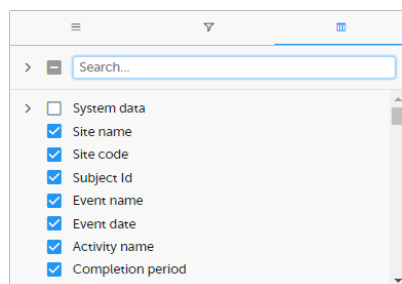 Search...
System data
Site name
Site code
Subject Id
Event name
Event date
Activity name
Completion period